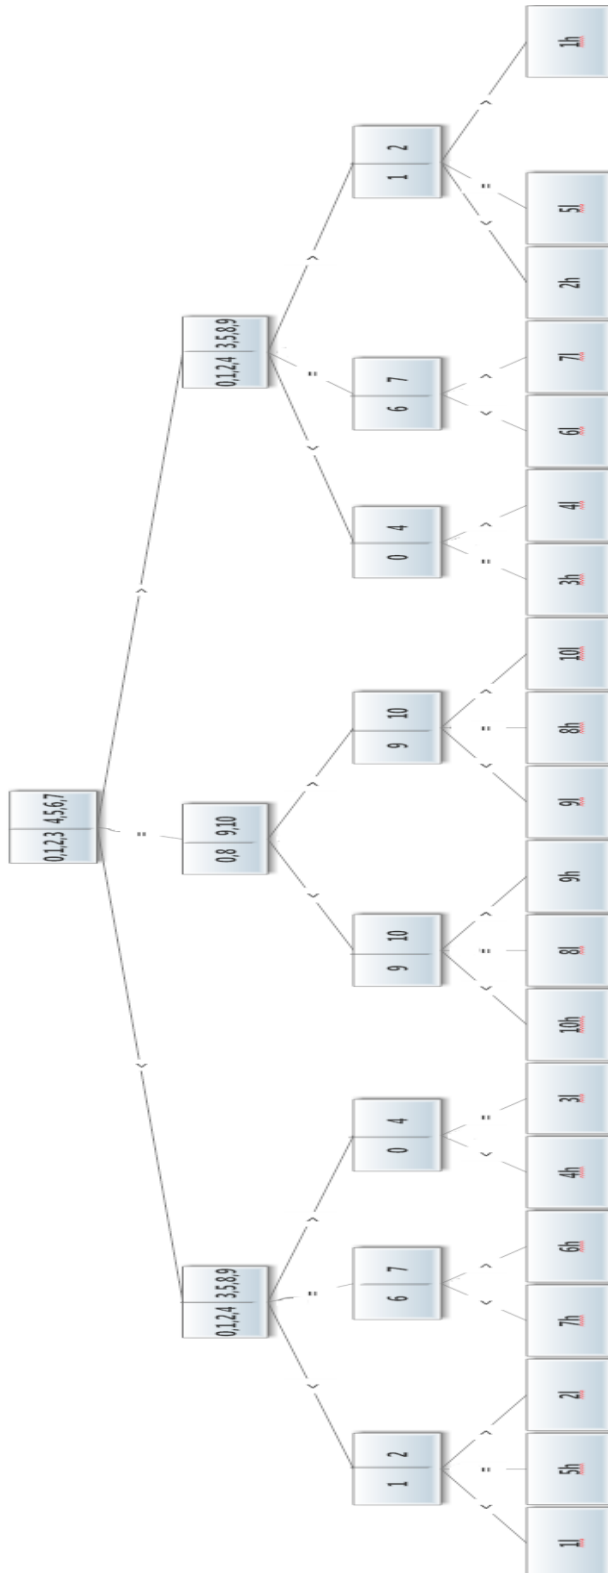 0,1,2,3 4,5,6,7
< = >
0,1,2,4 3,5,8,9 0,8 9,10 0,1,2,4 3,5,8,9
< = > < > < = >
1 2 6 7 0 4 9 10 9 10 0 4 6 7 1 2
< = > < > < = < = > < = > = > < > < = >
1l 5h 2l 7h 6h 4h 3l 10h 8l 9h 9l 8h 10l 3h 4l 6l 7l 2h 5l 1h